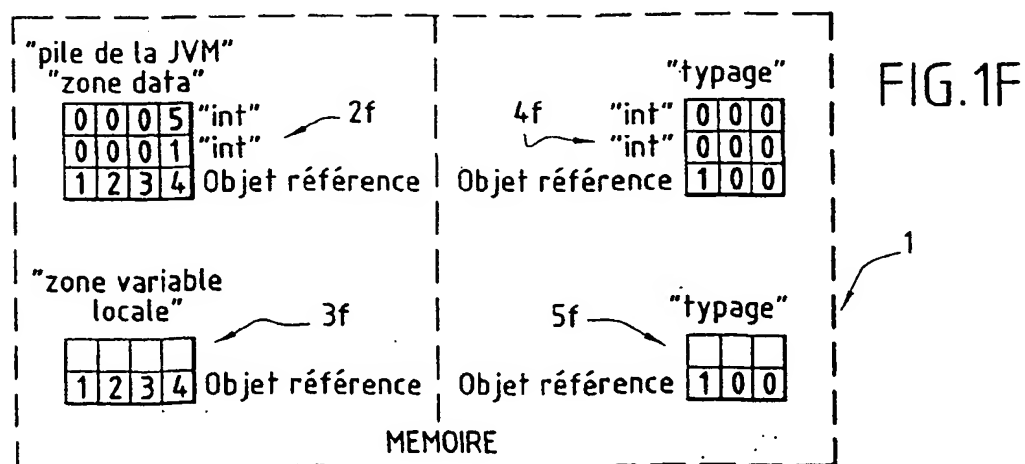 "pile de la JVM"
"zone data"
0 0 0 5 "int"
0 0 0 1 "int"
1 2 3 4 Objet référence
2f
"typage"
"int" 0 0 0
"int" 0 0 0
Objet référence 1 0 0
4f
FIG.1F
1
"zone variable
locale"
3f
1 2 3 4 Objet référence
5f
"typage"
Objet référence 1 0 0
MEMOIRE